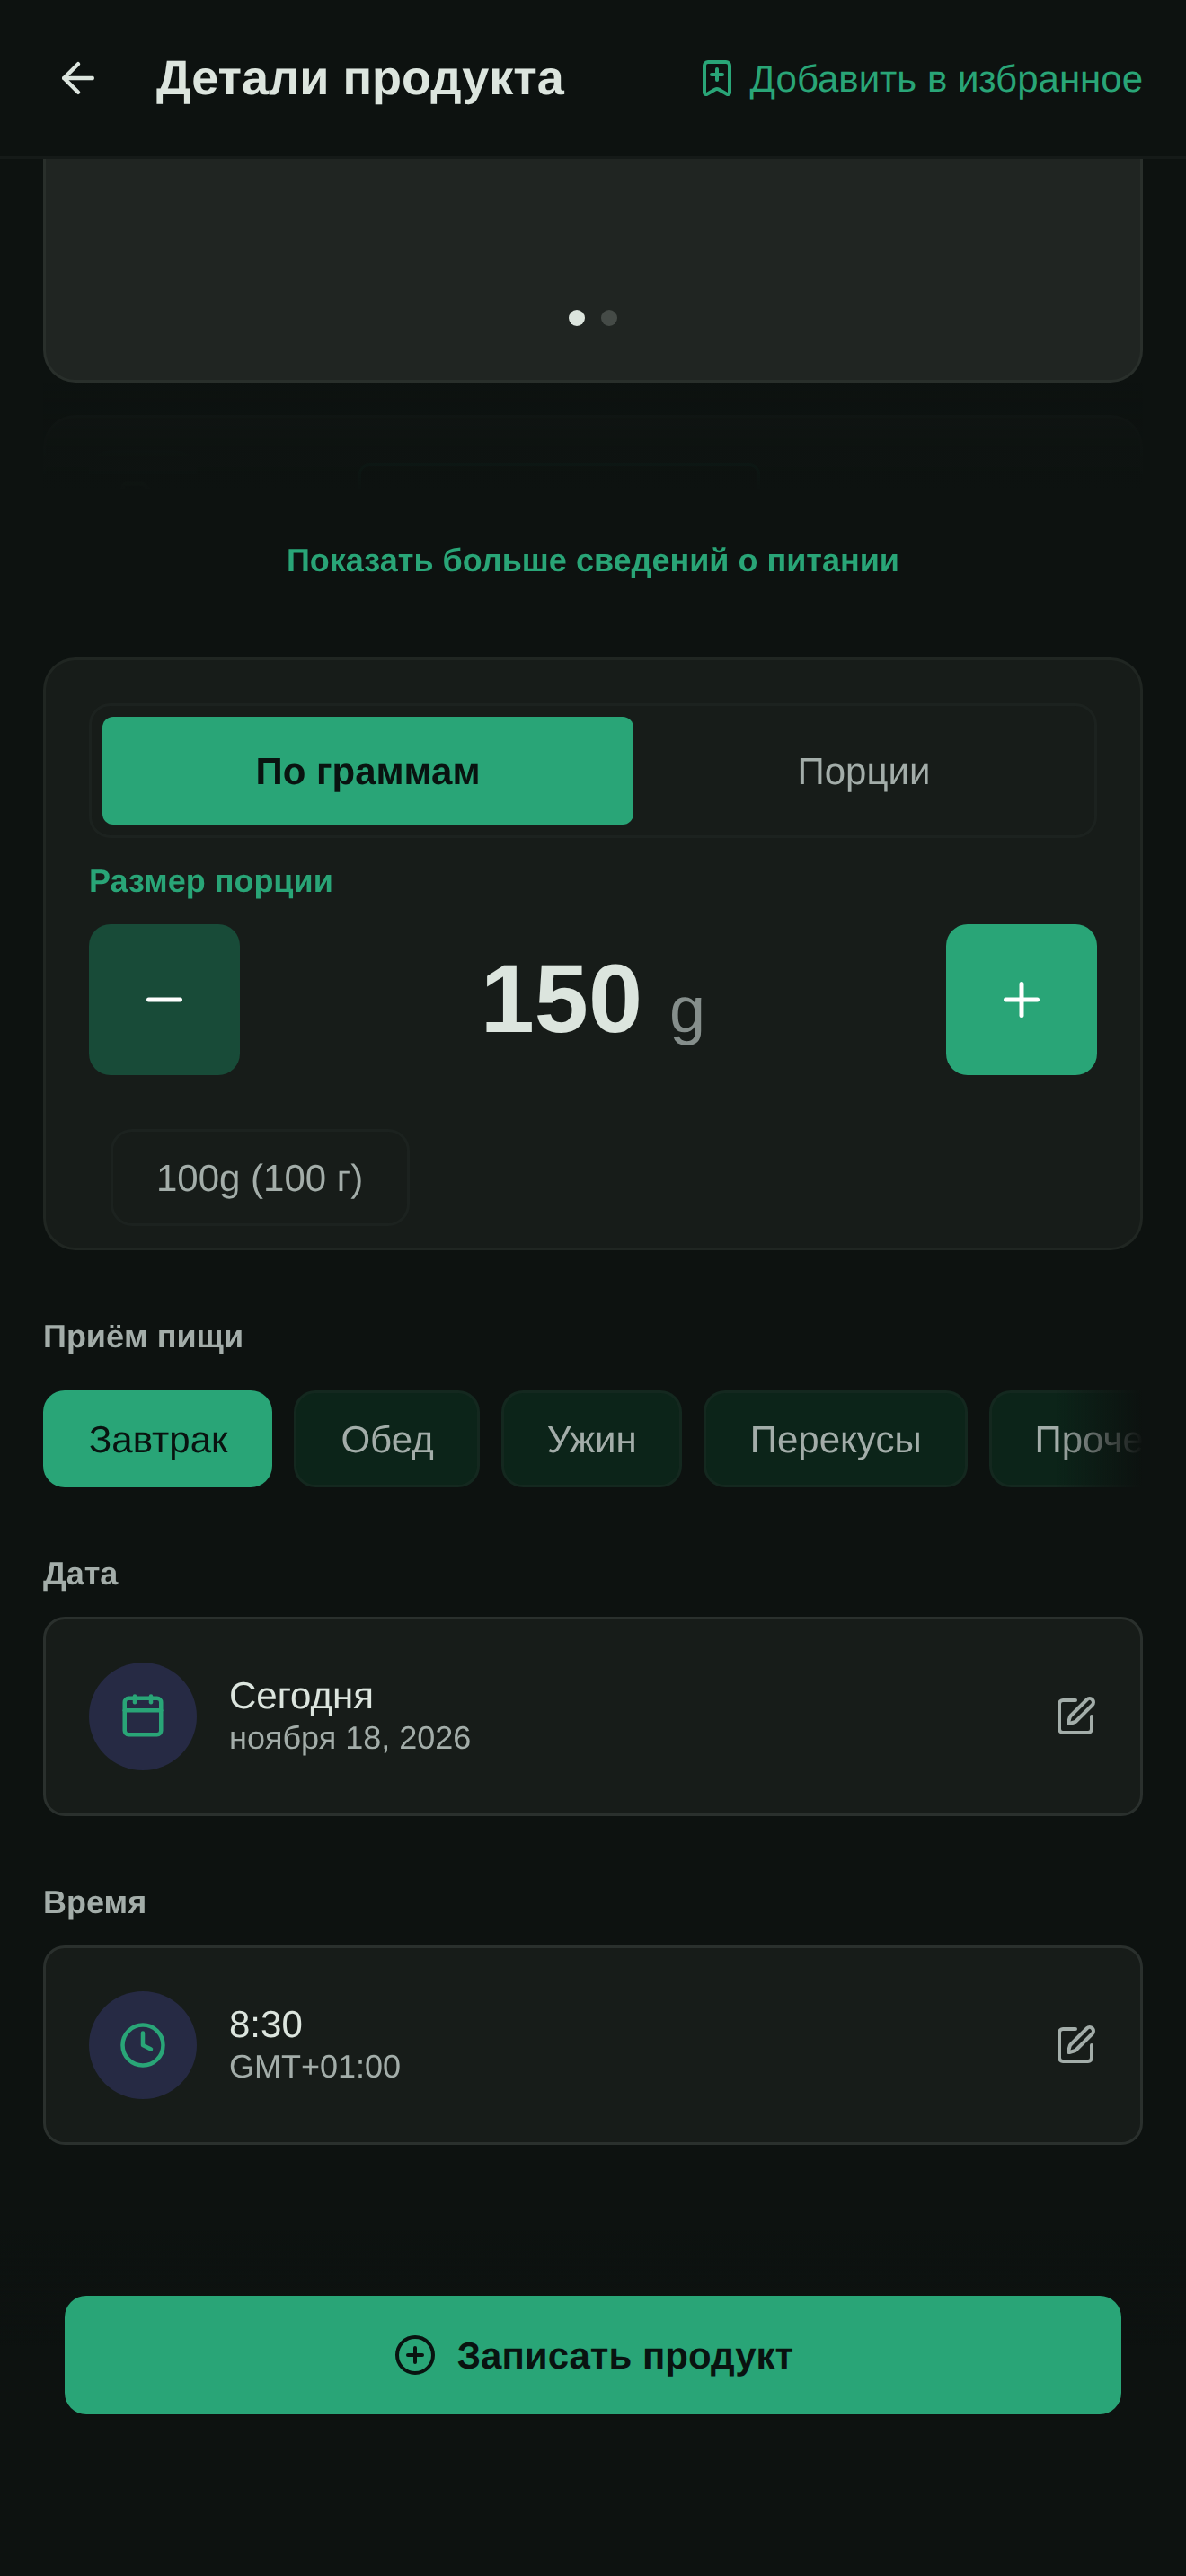 Детали продукта
Добавить в избранное
Показать больше сведений о питании
По граммам
Порции
Размер порции
150 g
100g (100 г)
Приём пищи
Завтрак
Обед
Ужин
Перекусы
Дата
Сегодня
ноября 18, 2026
Время
8:30
GMT+01:00
Записать продукт